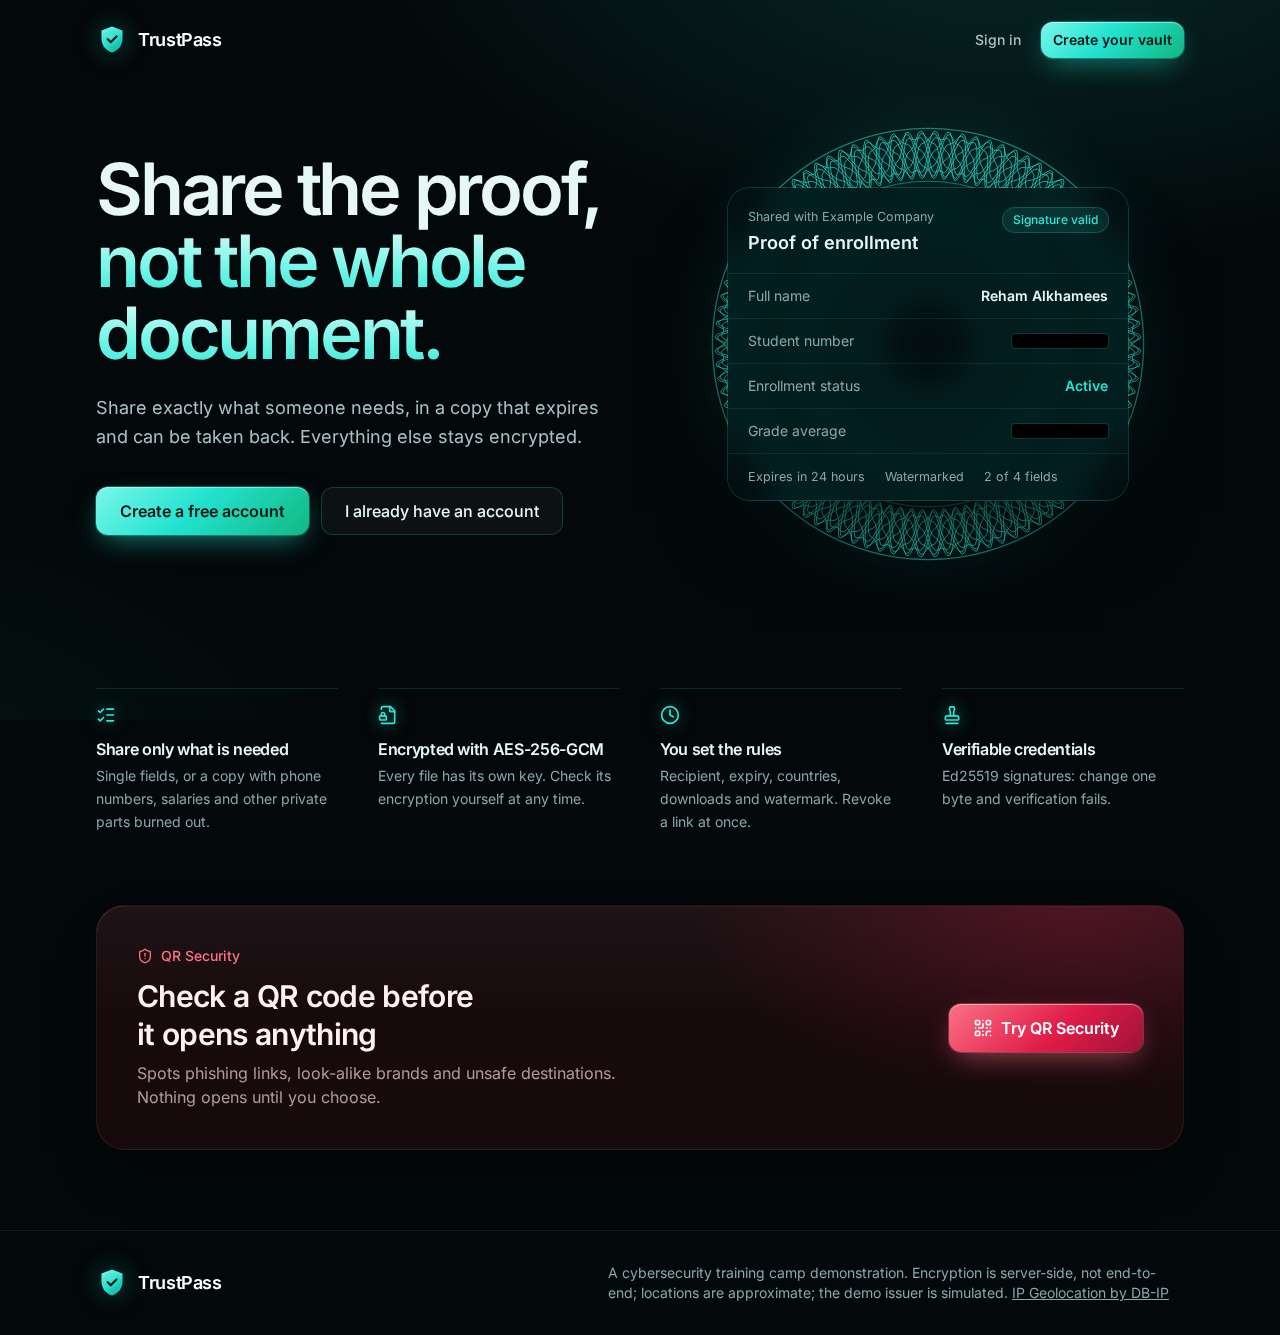 TrustPass
Sign in
Create your vault
Share the proof,
not the whole
document.
Share exactly what someone needs, in a copy that expires
and can be taken back. Everything else stays encrypted.
Create a free account
I already have an account
Shared with Example Company
Signature valid
Proof of enrollment
Full name
Reham Alkhamees
Student number
Enrollment status
Active
Grade average
Expires in 24 hours
Watermarked
2 of 4 fields
Share only what is needed
Single fields, or a copy with phone
numbers, salaries and other private
parts burned out.
Encrypted with AES-256-GCM
Every file has its own key. Check its
encryption yourself at any time.
You set the rules
Recipient, expiry, countries,
downloads and watermark. Revoke
a link at once.
Verifiable credentials
Ed25519 signatures: change one
byte and verification fails.
QR Security
Check a QR code before
it opens anything
Spots phishing links, look-alike brands and unsafe destinations.
Nothing opens until you choose.
Try QR Security
TrustPass
A cybersecurity training camp demonstration. Encryption is server-side, not end-to-
end; locations are approximate; the demo issuer is simulated. IP Geolocation by DB-IP